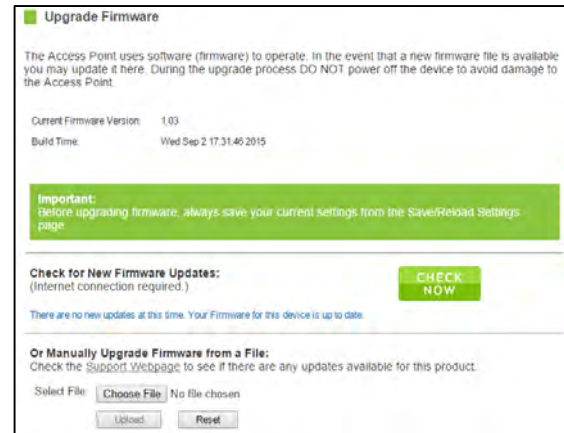 Upgrade Firmware
The Access Point uses software (firmware) to operate. In the event that a new firmware file is available
you may update it here. During the upgrade process DO NOT power off the device to avoid damage to
the Access Point.
Current Firmware Version: 1.03
Build Time: Wed Sep 2 17:31:46 2015
Important:
Before upgrading firmware, always save your current settings from the Save/Reload Settings
page.
Check for New Firmware Updates:
(Internet connection required.)
CHECK
NOW
There are no new updates at this time. Your Firmware for this device is up to date.
Or Manually Upgrade Firmware from a File:
Check the Support Webpage to see if there are any updates available for this product.
Select File: Choose File No file chosen
Upload Reset